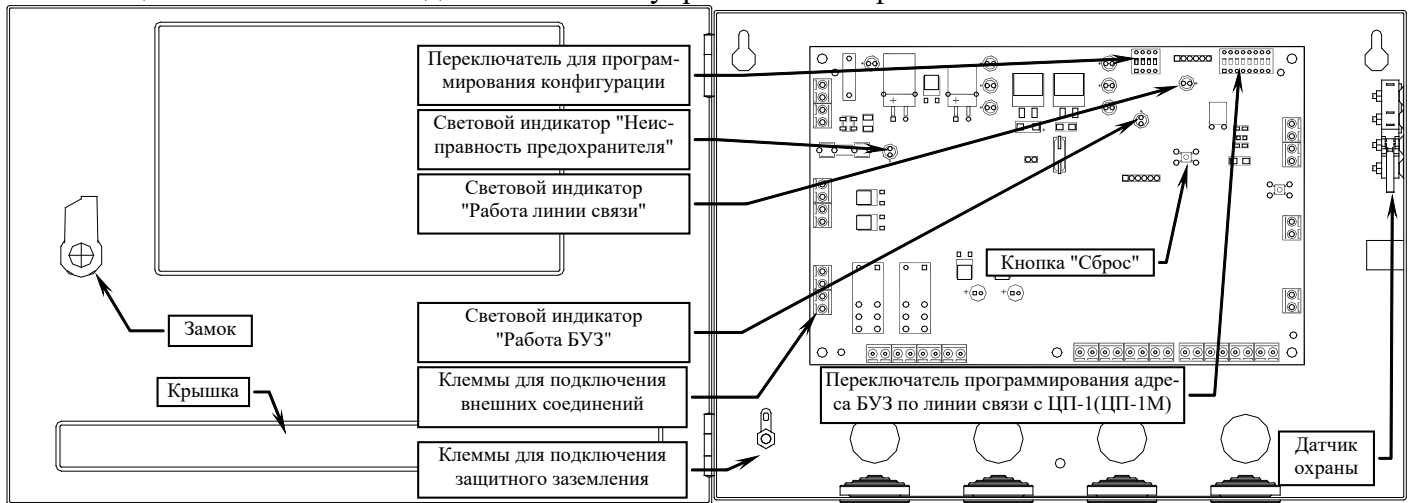 Переключатель для програм-
мирования конфигурации
Световой индикатор "Неис-
правность предохранителя"
Световой индикатор
"Работа линии связи"
Кнопка "Сброс"
Замок
Световой индикатор
"Работа БУЗ"
Крышка
Клеммы для подключения
внешних соединений
Переключатель программирования адре-
са БУЗ по линии связи с ЦП-1(ЦП-1М)
Клеммы для подключения
защитного заземления
Датчик
охраны